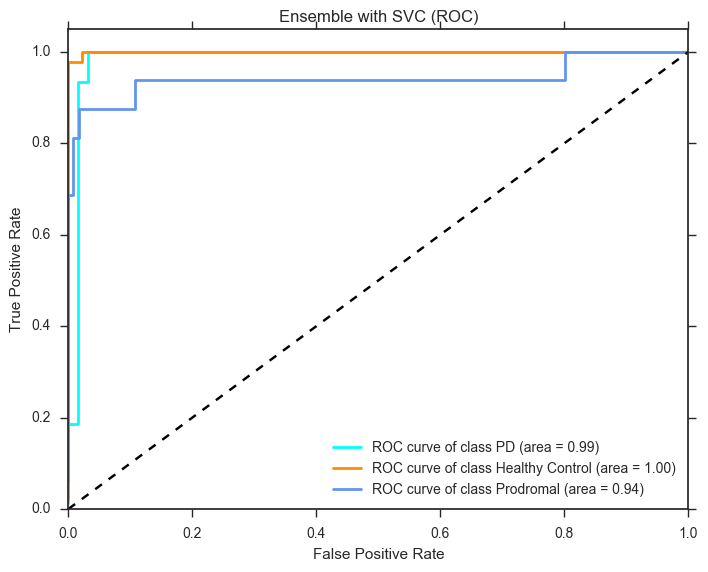 Ensemble with SVC (ROC)
1.0
0.8
0.6
0.4
0.2
0.0
True Positive Rate
ROC curve of class PD (area = 0.99)
ROC curve of class Healthy Control (area = 1.00)
ROC curve of class Prodromal (area = 0.94)
0.0 0.2 0.4 0.6 0.8 1.0
False Positive Rate